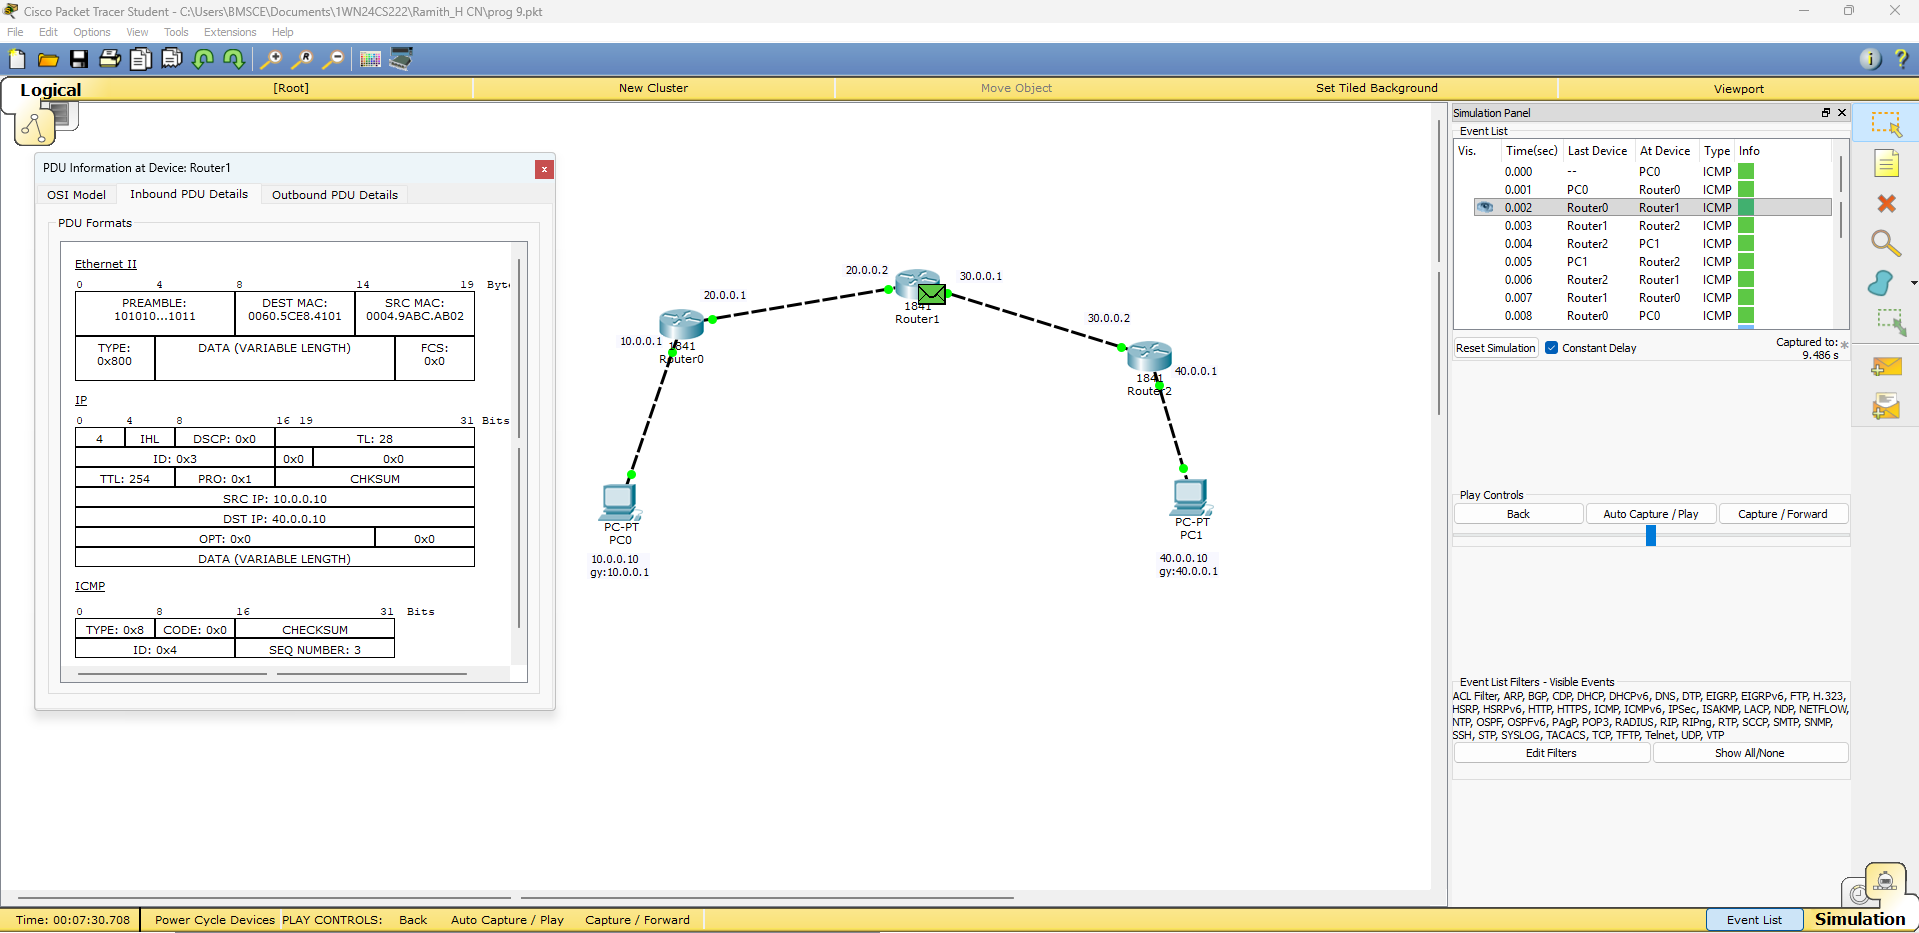 Cisco Packet Tracer Student - C:\Users\BMSCE\Documents\1WN24CS222\Ramith_H CN\prog 9.pkt
File Edit Options View Tools Extensions Help
Logical [Root] New Cluster Move Object Set Tiled Background Viewport
PDU Information at Device: Router1
OSI Model Inbound PDU Details Outbound PDU Details
PDU Formats
Ethernet II
0 4 8 14 19 Byte
PREAMBLE: 101010...1011
DEST MAC: 0060.5CE8.4101
SRC MAC: 0004.9ABC.AB02
TYPE: 0x800
DATA (VARIABLE LENGTH)
FCS: 0x0
IP
0 4 8 16 19 31 Bits
4 IHL DSCP: 0x0 TL: 28
ID: 0x3 0x0 0x0
TTL: 254 PRO: 0x1 CHKSUM
SRC IP: 10.0.0.10
DST IP: 40.0.0.10
OPT: 0x0 0x0
DATA (VARIABLE LENGTH)
ICMP
0 8 16 31 Bits
TYPE: 0x8 CODE: 0x0 CHECKSUM
ID: 0x4 SEQ NUMBER: 3
20.0.0.2
30.0.0.1
1841
Router1
20.0.0.1
10.0.0.1
1841
Router0
30.0.0.2
40.0.0.1
1841
Router2
PC-PT
PC0
10.0.0.10
gy:10.0.0.1
PC-PT
PC1
40.0.0.10
gy:40.0.0.1
Simulation Panel
Event List
Vis. Time(sec) Last Device At Device Type Info
0.000 -- PC0 ICMP
0.001 PC0 Router0 ICMP
0.002 Router0 Router1 ICMP
0.003 Router1 Router2 ICMP
0.004 Router2 PC1 ICMP
0.005 PC1 Router2 ICMP
0.006 Router2 Router1 ICMP
0.007 Router1 Router0 ICMP
0.008 Router0 PC0 ICMP
Reset Simulation Constant Delay Captured to: *
9.486 s
Play Controls
Back Auto Capture / Play Capture / Forward
Event List Filters - Visible Events
ACL Filter, ARP, BGP, CDP, DHCP, DHCPv6, DNS, DTP, EIGRP, EIGRPv6, FTP, H.323,
HSRP, HSRPv6, HTTP, HTTPS, ICMP, ICMPv6, IPSec, ISAKMP, LACP, NDP, NETFLOW,
NTP, OSPF, OSPFv6, PAgP, POP3, RADIUS, RIP, RIPng, RTP, SCCP, SMTP, SNMP,
SSH, STP, SYSLOG, TACACS, TCP, TFTP, Telnet, UDP, VTP
Edit Filters Show All/None
Time: 00:07:30.708 Power Cycle Devices PLAY CONTROLS: Back Auto Capture / Play Capture / Forward Event List Simulation